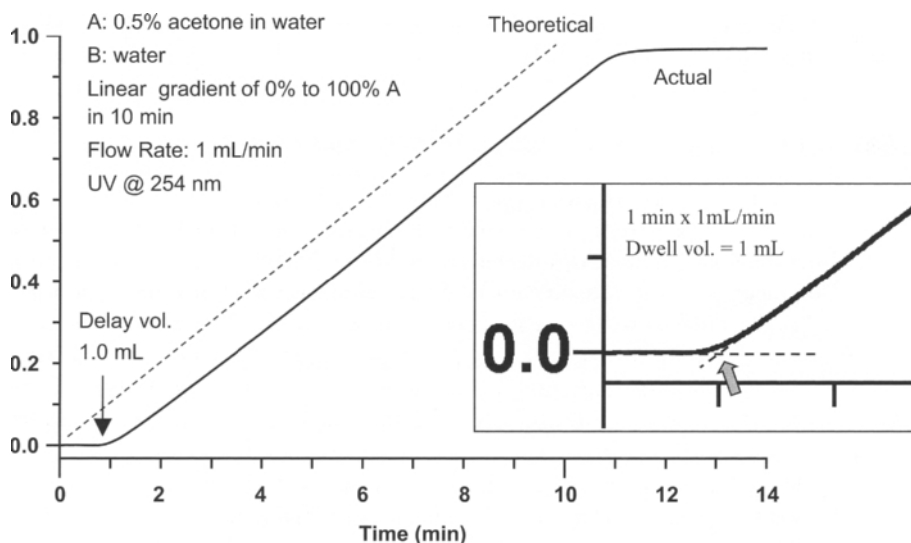 A: 0.5% acetone in water
B: water
Linear gradient of 0% to 100% A
in 10 min
Flow Rate: 1 mL/min
UV @ 254 nm
Theoretical
Actual
1.0
0.8
0.6
0.4
0.2
0.0
Delay vol.
1.0 mL
1 min x 1mL/min
Dwell vol. = 1 mL
0.0
0
2
4
6
8
10
12
14
Time (min)